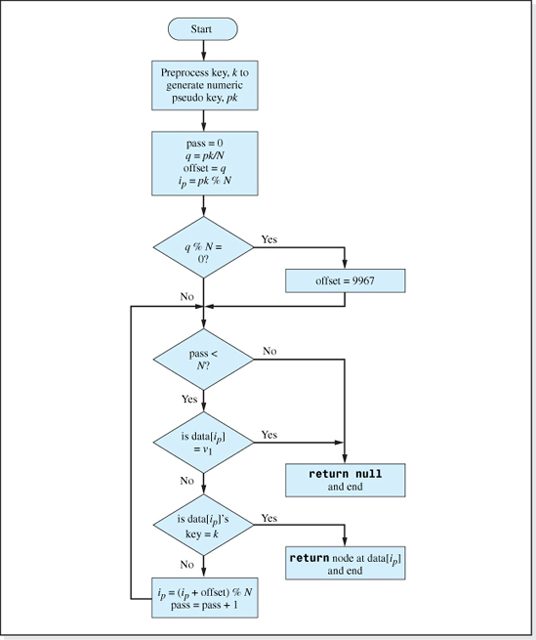 Start
Preprocess key, k to
generate numeric
pseudo key, pk
pass = 0
q = pk/N
offset = q
iₚ = pk % N
q % N =
0?
Yes
offset = 9967
No
pass <
N?
No
Yes
is data[iₚ]
= v₁
Yes
return null
and end
No
is data[iₚ]'s
key = k
Yes
return node at data[iₚ]
and end
No
iₚ = (iₚ + offset) % N
pass = pass + 1